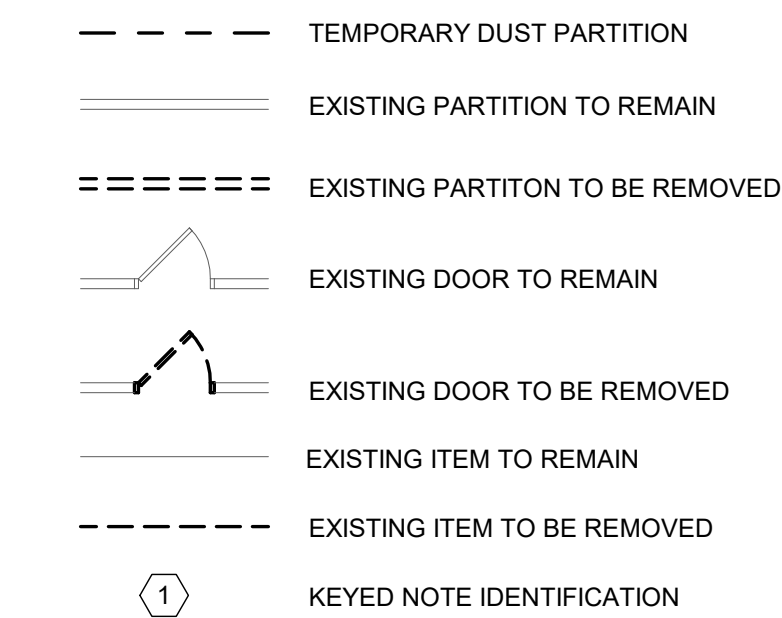 TEMPORARY DUST PARTITION
EXISTING PARTITION TO REMAIN
EXISTING PARTITON TO BE REMOVED
EXISTING DOOR TO REMAIN
EXISTING DOOR TO BE REMOVED
EXISTING ITEM TO REMAIN
EXISTING ITEM TO BE REMOVED
1 KEYED NOTE IDENTIFICATION